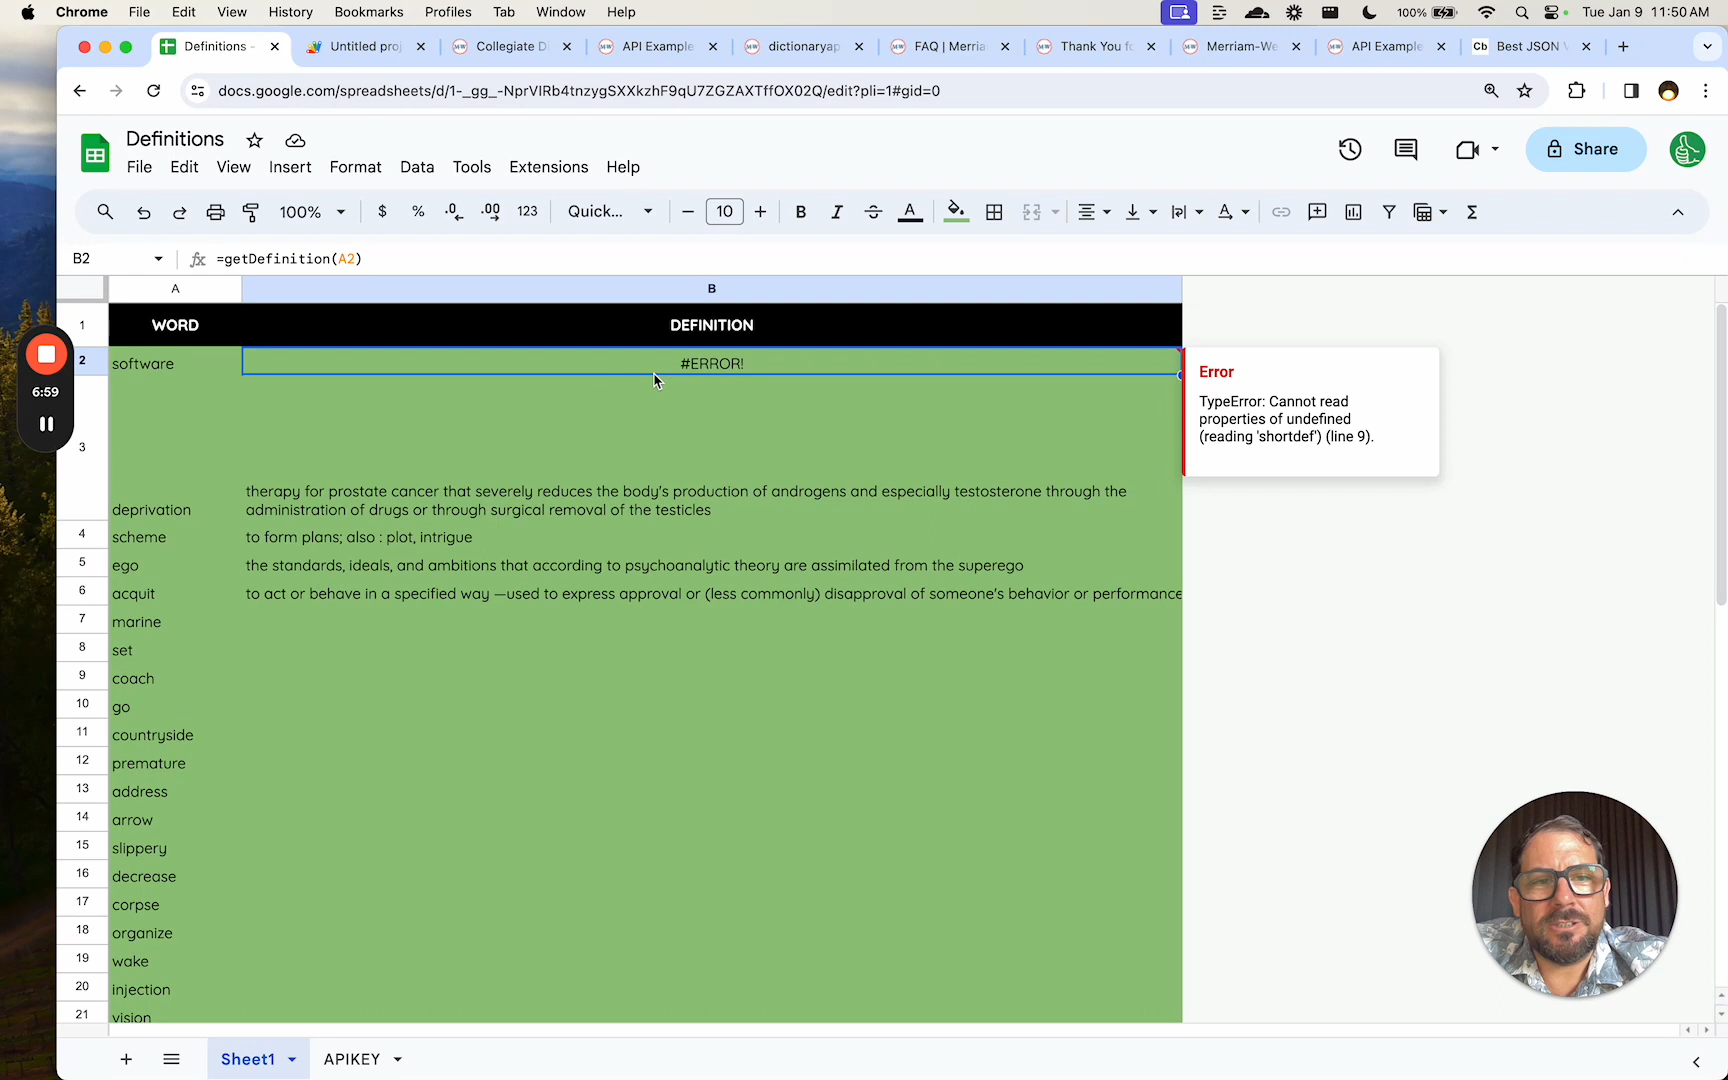 Chrome File Edit View History Bookmarks Profiles Tab Window Help 100% Tue Jan 9 11:50 AM
Definitions - Untitled proj Collegiate Di API Example dictionaryap FAQ | Merria Thank You fo Merriam-We API Example Cb Best JSON V
docs.google.com/spreadsheets/d/1-_gg_-NprVIRb4tnzygSXXkzhF9qU7ZGZAXTffOX02Q/edit?pli=1#gid=0
Definitions
File Edit View Insert Format Data Tools Extensions Help
Share
100% $ % .0 .00 123 Quick... 10 B I A
B2 fx =getDefinition(A2)
A B
1 WORD DEFINITION
2 software #ERROR!
Error
TypeError: Cannot read
properties of undefined
(reading 'shortdef') (line 9).
6:59
3 deprivation therapy for prostate cancer that severely reduces the body's production of androgens and especially testosterone through the
administration of drugs or through surgical removal of the testicles
4 scheme to form plans; also : plot, intrigue
5 ego the standards, ideals, and ambitions that according to psychoanalytic theory are assimilated from the superego
6 acquit to act or behave in a specified way —used to express approval or (less commonly) disapproval of someone's behavior or performance
7 marine
8 set
9 coach
10 go
11 countryside
12 premature
13 address
14 arrow
15 slippery
16 decrease
17 corpse
18 organize
19 wake
20 injection
21 vision
Sheet1 APIKEY